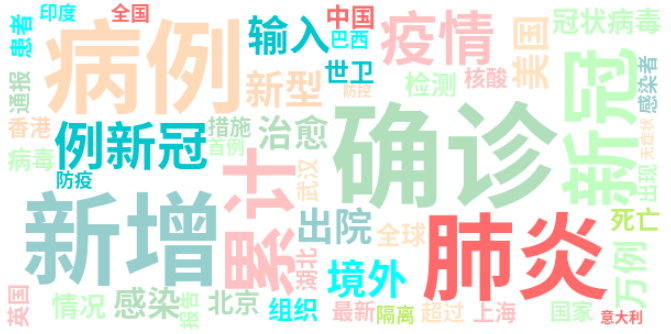 印度
全国
中国
患者
病例
输入
巴西
疫情
美国
冠状病毒
世卫
检测
核酸
感染者
通报
新型
防控
新冠
香港
例新冠
措施
首例
治愈
确诊
无症状
病毒
防疫
累计
武汉
出现
新增
出院
全球
肺炎
死亡
湖北
境外
万例
英国
情况
感染
报告
北京
组织
最新
隔离
超过
上海
国家
意大利